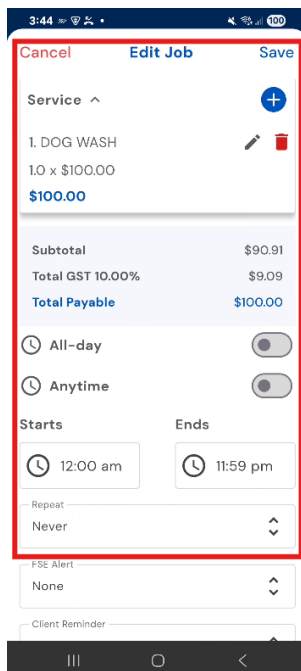 3:44
100
Cancel Edit Job Save
Service
1. DOG WASH
1.0 x $100.00
$100.00
Subtotal $90.91
Total GST 10.00% $9.09
Total Payable $100.00
All-day
Anytime
Starts Ends
12:00 am 11:59 pm
Repeat
Never
FSE Alert
None
Client Reminder